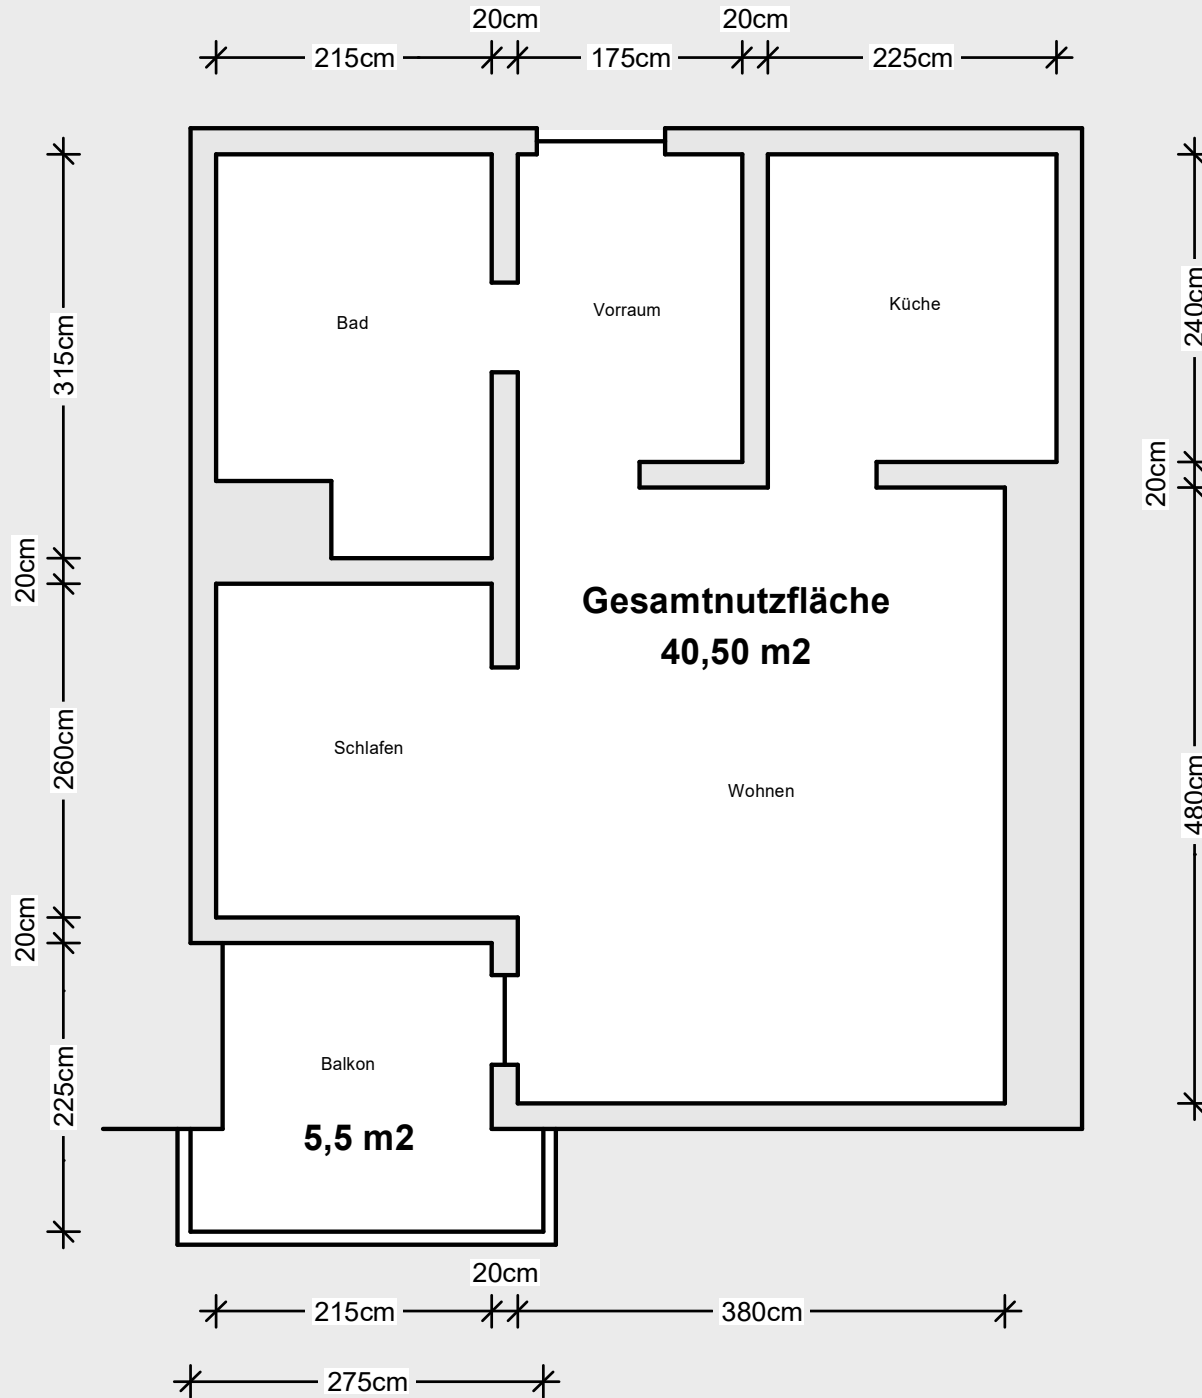 20cm
20cm
215cm
175cm
225cm
315cm
20cm
260cm
20cm
225cm
240cm
20cm
480cm
Bad
Vorraum
Küche
Gesamtnutzfläche
40,50 m2
Schlafen
Wohnen
Balkon
5,5 m2
20cm
215cm
380cm
275cm